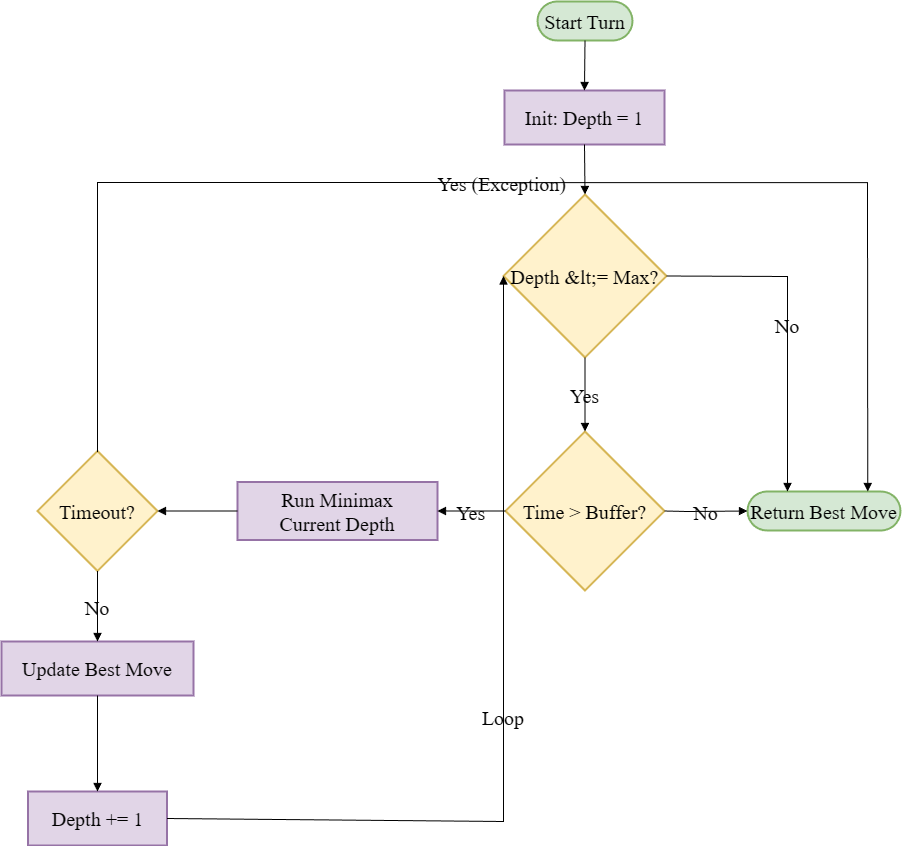 Start Turn
Init: Depth = 1
Yes (Exception)
Depth &lt;= Max?
No
Yes
Timeout?
Run Minimax
Current Depth
Yes
Time > Buffer?
No
Return Best Move
No
Update Best Move
Loop
Depth += 1